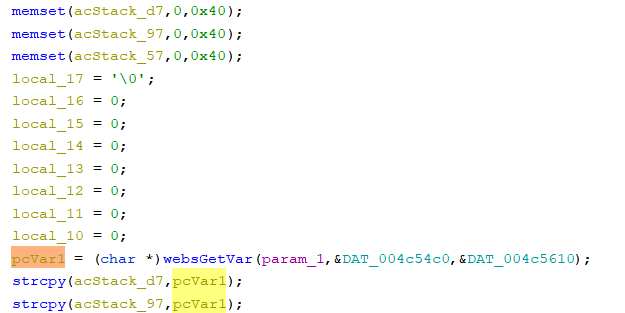 memset(acStack_d7,0,0x40);
memset(acStack_97,0,0x40);
memset(acStack_57,0,0x40);
local_17 = '\0';
local_16 = 0;
local_15 = 0;
local_14 = 0;
local_13 = 0;
local_12 = 0;
local_11 = 0;
local_10 = 0;
pcVar1 = (char *)websGetVar(param_1,&DAT_004c54c0,&DAT_004c5610);
strcpy(acStack_d7,pcVar1);
strcpy(acStack_97,pcVar1);